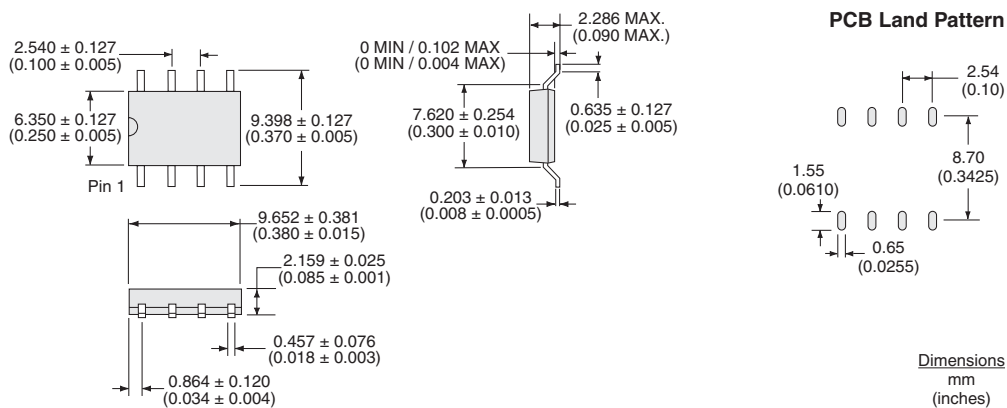 2.540 ± 0.127
(0.100 ± 0.005)
6.350 ± 0.127
(0.250 ± 0.005)
9.398 ± 0.127
(0.370 ± 0.005)
Pin 1
9.652 ± 0.381
(0.380 ± 0.015)
2.159 ± 0.025
(0.085 ± 0.001)
0.457 ± 0.076
(0.018 ± 0.003)
0.864 ± 0.120
(0.034 ± 0.004)
2.286 MAX.
(0.090 MAX.)
0 MIN / 0.102 MAX
(0 MIN / 0.004 MAX)
7.620 ± 0.254
(0.300 ± 0.010)
0.635 ± 0.127
(0.025 ± 0.005)
0.203 ± 0.013
(0.008 ± 0.0005)
PCB Land Pattern
2.54
(0.10)
8.70
(0.3425)
1.55
(0.0610)
0.65
(0.0255)
Dimensions
mm
(inches)